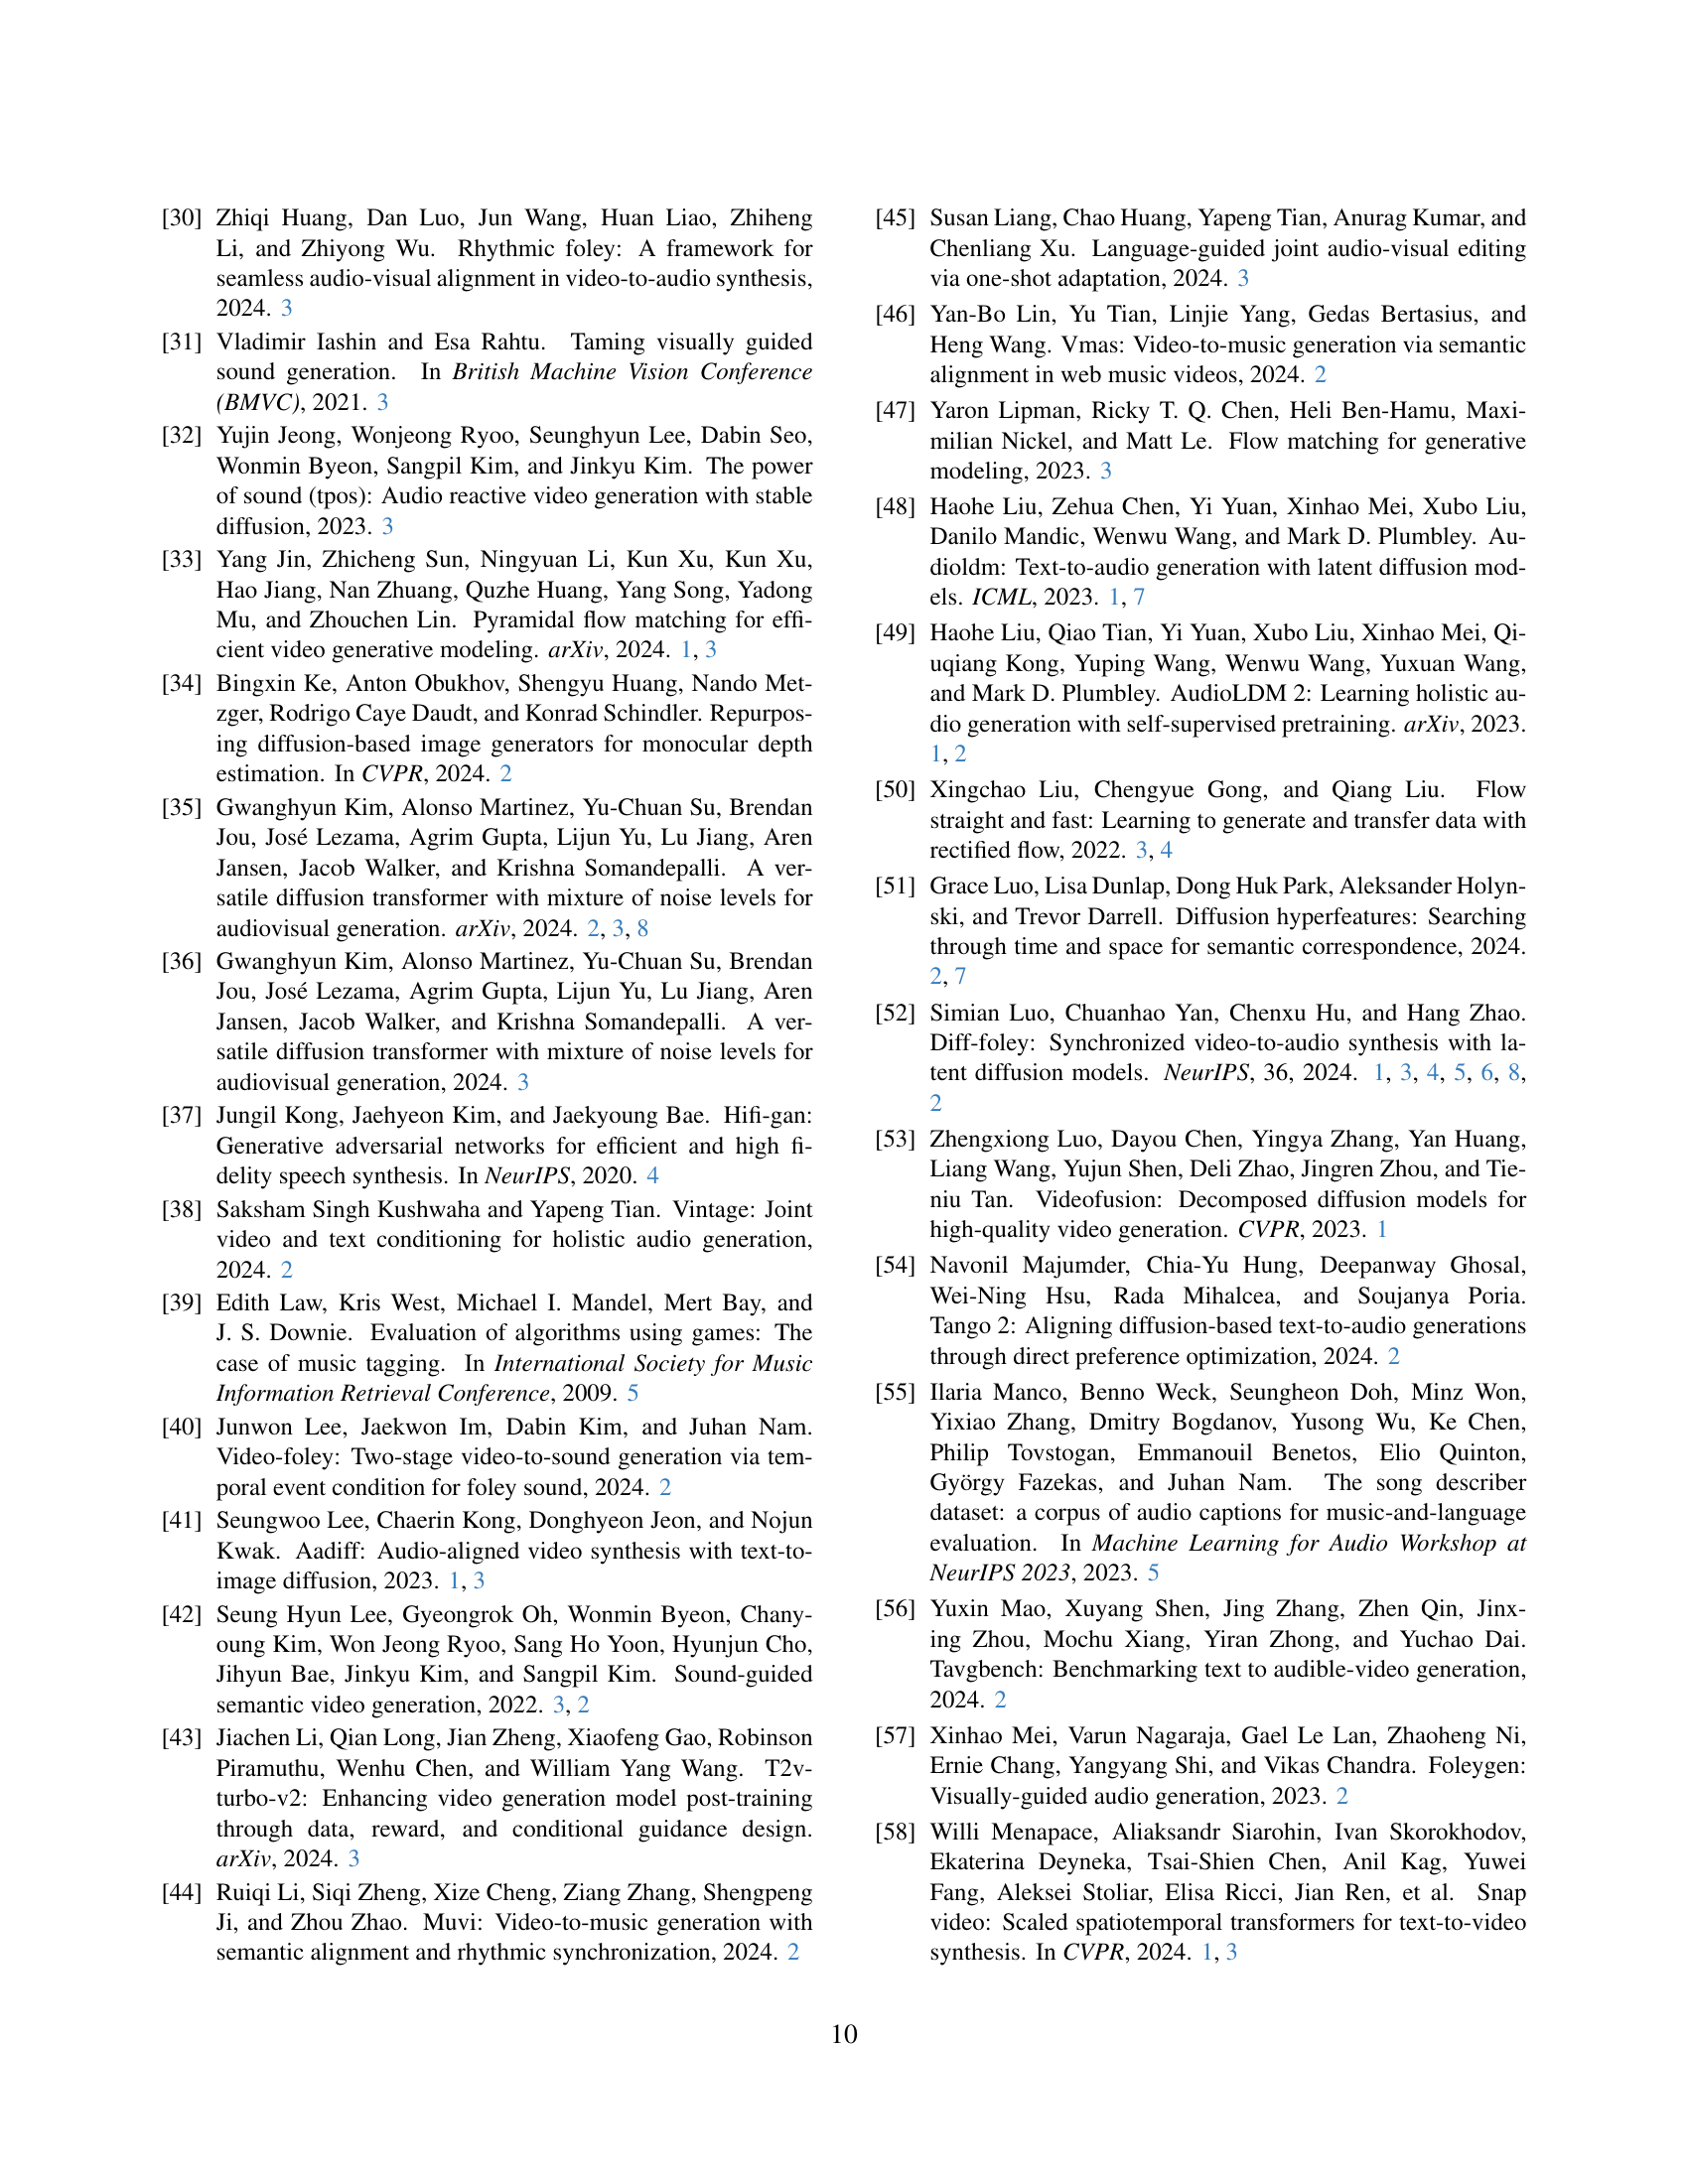 [30] Zhiqi Huang, Dan Luo, Jun Wang, Huan Liao, Zhiheng
Li, and Zhiyong Wu. Rhythmic foley: A framework for
seamless audio-visual alignment in video-to-audio synthesis,
2024. 3
[31] Vladimir Iashin and Esa Rahtu. Taming visually guided
sound generation. In British Machine Vision Conference
(BMVC), 2021. 3
[32] Yujin Jeong, Wonjeong Ryoo, Seunghyun Lee, Dabin Seo,
Wonmin Byeon, Sangpil Kim, and Jinkyu Kim. The power
of sound (tpos): Audio reactive video generation with stable
diffusion, 2023. 3
[33] Yang Jin, Zhicheng Sun, Ningyuan Li, Kun Xu, Kun Xu,
Hao Jiang, Nan Zhuang, Quzhe Huang, Yang Song, Yadong
Mu, and Zhouchen Lin. Pyramidal flow matching for effi-
cient video generative modeling. arXiv, 2024. 1, 3
[34] Bingxin Ke, Anton Obukhov, Shengyu Huang, Nando Met-
zger, Rodrigo Caye Daudt, and Konrad Schindler. Repurpos-
ing diffusion-based image generators for monocular depth
estimation. In CVPR, 2024. 2
[35] Gwanghyun Kim, Alonso Martinez, Yu-Chuan Su, Brendan
Jou, José Lezama, Agrim Gupta, Lijun Yu, Lu Jiang, Aren
Jansen, Jacob Walker, and Krishna Somandepalli. A ver-
satile diffusion transformer with mixture of noise levels for
audiovisual generation. arXiv, 2024. 2, 3, 8
[36] Gwanghyun Kim, Alonso Martinez, Yu-Chuan Su, Brendan
Jou, José Lezama, Agrim Gupta, Lijun Yu, Lu Jiang, Aren
Jansen, Jacob Walker, and Krishna Somandepalli. A ver-
satile diffusion transformer with mixture of noise levels for
audiovisual generation, 2024. 3
[37] Jungil Kong, Jaehyeon Kim, and Jaekyoung Bae. Hifi-gan:
Generative adversarial networks for efficient and high fi-
delity speech synthesis. In NeurIPS, 2020. 4
[38] Saksham Singh Kushwaha and Yapeng Tian. Vintage: Joint
video and text conditioning for holistic audio generation,
2024. 2
[39] Edith Law, Kris West, Michael I. Mandel, Mert Bay, and
J. S. Downie. Evaluation of algorithms using games: The
case of music tagging. In International Society for Music
Information Retrieval Conference, 2009. 5
[40] Junwon Lee, Jaekwon Im, Dabin Kim, and Juhan Nam.
Video-foley: Two-stage video-to-sound generation via tem-
poral event condition for foley sound, 2024. 2
[41] Seungwoo Lee, Chaerin Kong, Donghyeon Jeon, and Nojun
Kwak. Aadiff: Audio-aligned video synthesis with text-to-
image diffusion, 2023. 1, 3
[42] Seung Hyun Lee, Gyeongrok Oh, Wonmin Byeon, Chany-
oung Kim, Won Jeong Ryoo, Sang Ho Yoon, Hyunjun Cho,
Jihyun Bae, Jinkyu Kim, and Sangpil Kim. Sound-guided
semantic video generation, 2022. 3, 2
[43] Jiachen Li, Qian Long, Jian Zheng, Xiaofeng Gao, Robinson
Piramuthu, Wenhu Chen, and William Yang Wang. T2v-
turbo-v2: Enhancing video generation model post-training
through data, reward, and conditional guidance design.
arXiv, 2024. 3
[44] Ruiqi Li, Siqi Zheng, Xize Cheng, Ziang Zhang, Shengpeng
Ji, and Zhou Zhao. Muvi: Video-to-music generation with
semantic alignment and rhythmic synchronization, 2024. 2
[45] Susan Liang, Chao Huang, Yapeng Tian, Anurag Kumar, and
Chenliang Xu. Language-guided joint audio-visual editing
via one-shot adaptation, 2024. 3
[46] Yan-Bo Lin, Yu Tian, Linjie Yang, Gedas Bertasius, and
Heng Wang. Vmas: Video-to-music generation via semantic
alignment in web music videos, 2024. 2
[47] Yaron Lipman, Ricky T. Q. Chen, Heli Ben-Hamu, Maxi-
milian Nickel, and Matt Le. Flow matching for generative
modeling, 2023. 3
[48] Haohe Liu, Zehua Chen, Yi Yuan, Xinhao Mei, Xubo Liu,
Danilo Mandic, Wenwu Wang, and Mark D. Plumbley. Au-
dioldm: Text-to-audio generation with latent diffusion mod-
els. ICML, 2023. 1, 7
[49] Haohe Liu, Qiao Tian, Yi Yuan, Xubo Liu, Xinhao Mei, Qi-
uqiang Kong, Yuping Wang, Wenwu Wang, Yuxuan Wang,
and Mark D. Plumbley. AudioLDM 2: Learning holistic au-
dio generation with self-supervised pretraining. arXiv, 2023.
1, 2
[50] Xingchao Liu, Chengyue Gong, and Qiang Liu. Flow
straight and fast: Learning to generate and transfer data with
rectified flow, 2022. 3, 4
[51] Grace Luo, Lisa Dunlap, Dong Huk Park, Aleksander Holyn-
ski, and Trevor Darrell. Diffusion hyperfeatures: Searching
through time and space for semantic correspondence, 2024.
2, 7
[52] Simian Luo, Chuanhao Yan, Chenxu Hu, and Hang Zhao.
Diff-foley: Synchronized video-to-audio synthesis with la-
tent diffusion models. NeurIPS, 36, 2024. 1, 3, 4, 5, 6, 8,
2
[53] Zhengxiong Luo, Dayou Chen, Yingya Zhang, Yan Huang,
Liang Wang, Yujun Shen, Deli Zhao, Jingren Zhou, and Tie-
niu Tan. Videofusion: Decomposed diffusion models for
high-quality video generation. CVPR, 2023. 1
[54] Navonil Majumder, Chia-Yu Hung, Deepanway Ghosal,
Wei-Ning Hsu, Rada Mihalcea, and Soujanya Poria.
Tango 2: Aligning diffusion-based text-to-audio generations
through direct preference optimization, 2024. 2
[55] Ilaria Manco, Benno Weck, Seungheon Doh, Minz Won,
Yixiao Zhang, Dmitry Bogdanov, Yusong Wu, Ke Chen,
Philip Tovstogan, Emmanouil Benetos, Elio Quinton,
György Fazekas, and Juhan Nam. The song describer
dataset: a corpus of audio captions for music-and-language
evaluation. In Machine Learning for Audio Workshop at
NeurIPS 2023, 2023. 5
[56] Yuxin Mao, Xuyang Shen, Jing Zhang, Zhen Qin, Jinx-
ing Zhou, Mochu Xiang, Yiran Zhong, and Yuchao Dai.
Tavgbench: Benchmarking text to audible-video generation,
2024. 2
[57] Xinhao Mei, Varun Nagaraja, Gael Le Lan, Zhaoheng Ni,
Ernie Chang, Yangyang Shi, and Vikas Chandra. Foleygen:
Visually-guided audio generation, 2023. 2
[58] Willi Menapace, Aliaksandr Siarohin, Ivan Skorokhodov,
Ekaterina Deyneka, Tsai-Shien Chen, Anil Kag, Yuwei
Fang, Aleksei Stoliar, Elisa Ricci, Jian Ren, et al. Snap
video: Scaled spatiotemporal transformers for text-to-video
synthesis. In CVPR, 2024. 1, 3
10